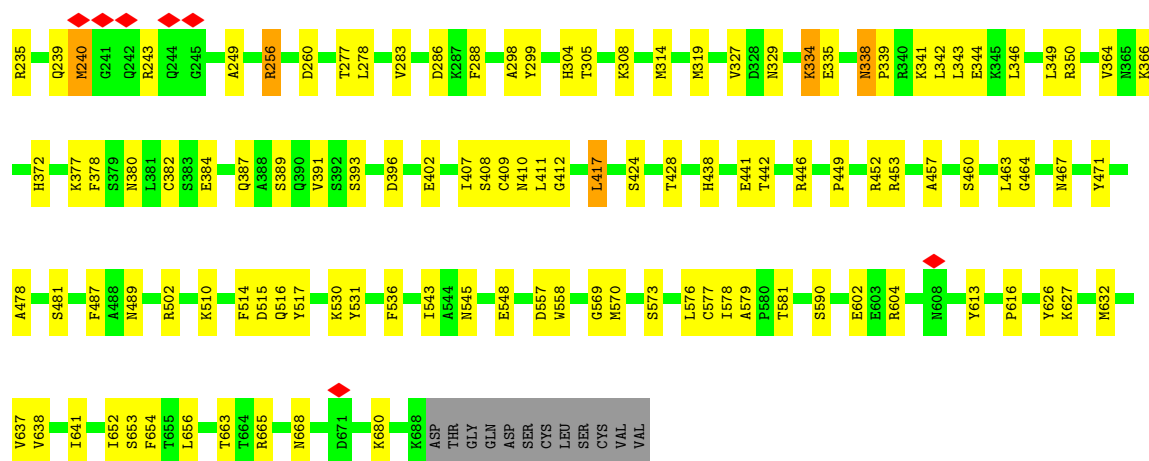 R235 Q239 M240 G241 Q242 R243 Q244 G245 A249 R256 D260 T277 L278 V283 D286 K287 F288 A298 Y299 H304 T305 K308 M314 M319 V327 D328 N329 K334 E335 N338 P339 R340 K341 L342 L343 E344 K345 L346 L349 R350 V364 N365 K366
H372 K377 F378 S379 N380 L381 C382 S383 E384 Q387 A388 S389 Q390 V391 S392 S393 D396 E402 I407 S408 C409 N410 L411 G412 L417 S424 T428 H438 E441 T442 R446 P449 R452 R453 A457 S460 L463 G464 N467 Y471
A478 S481 F487 A488 N489 R502 K510 F514 D515 Q516 Y517 K530 Y531 F536 I543 A544 N545 E548 D557 W558 G569 M570 S573 L576 C577 I578 A579 P580 T581 S590 E602 E603 R604 N608 Y613 P616 Y626 K627 M632
V637 V638 I641 I652 S653 F654 T655 L656 T663 T664 R665 N668 D671 K680 K688 ASP THR GLY GLN ASP SER CYS LEU SER CYS VAL VAL